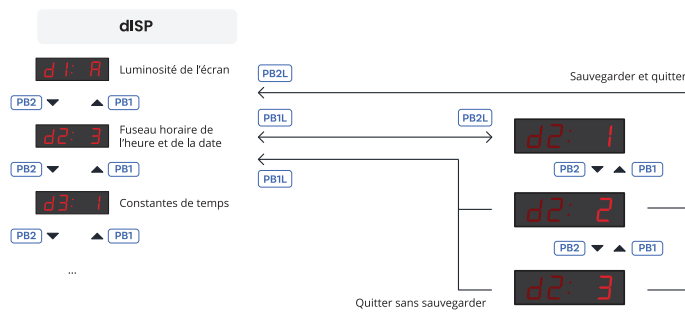 dISP
d1: A
Luminosité de l'écran
PB2L
Sauvegarder et quitter
PB2
PB1
PB1L
PB2L
d2: 3
Fuseau horaire de
l'heure et de la date
d2: 1
PB2
PB1
PB1L
PB2
PB1
d3: 1
Constantes de temps
d2: 2
PB2
PB1
PB2
PB1
...
d2: 3
Quitter sans sauvegarder